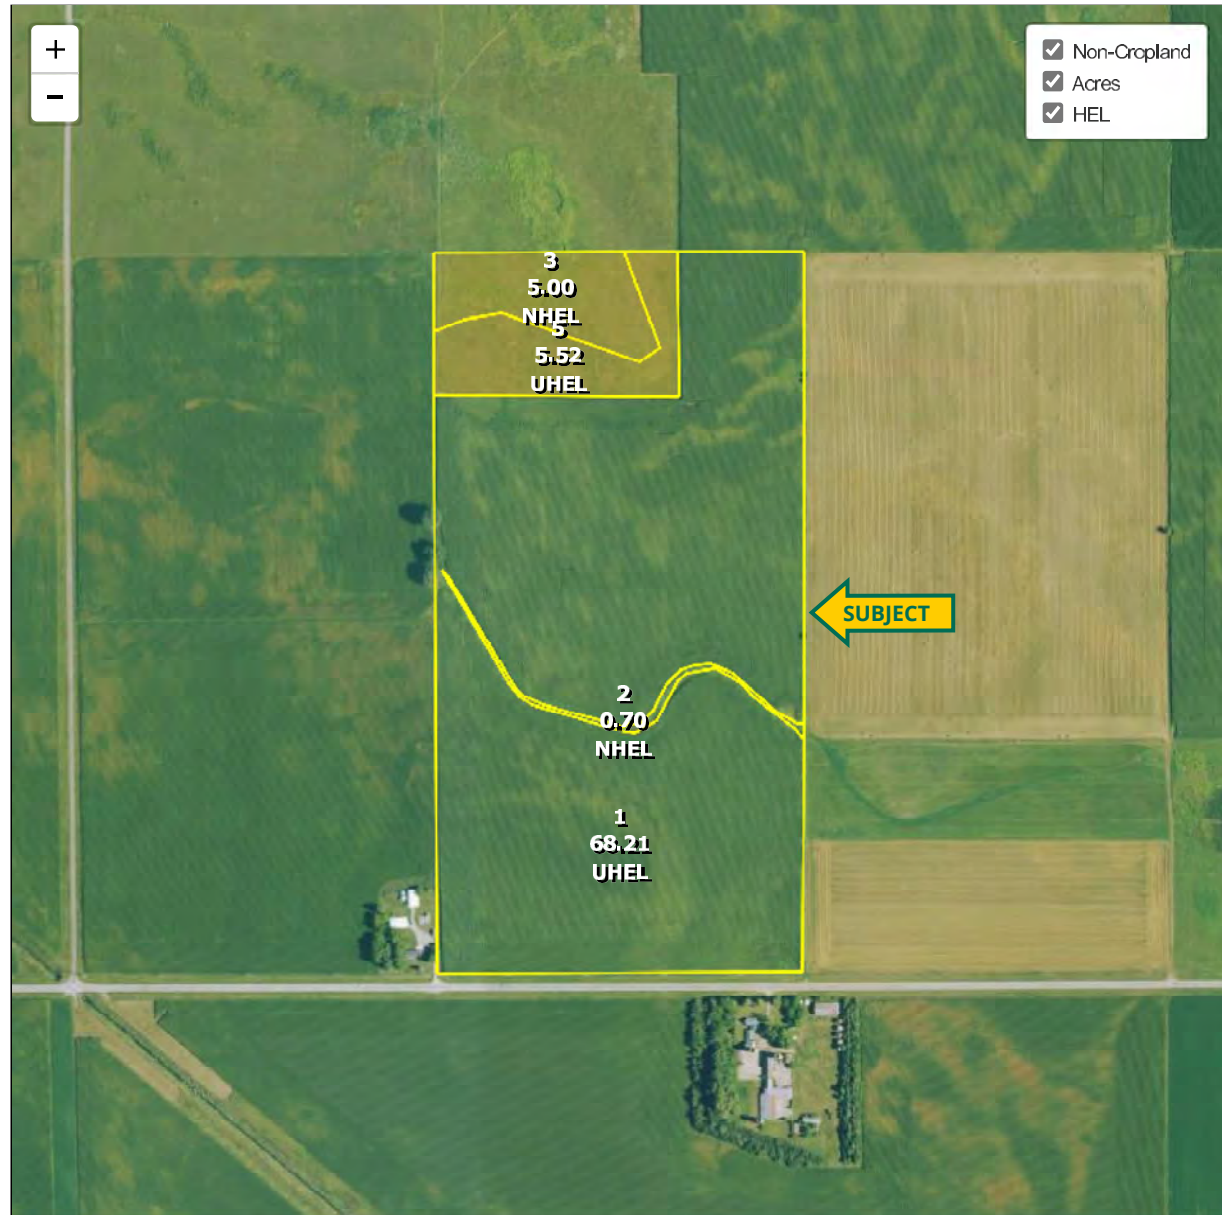 +
−
Non-Cropland
Acres
HEL
3
5.00
NHEL
5
5.52
UHEL
SUBJECT
2
0.70
NHEL
1
68.21
UHEL